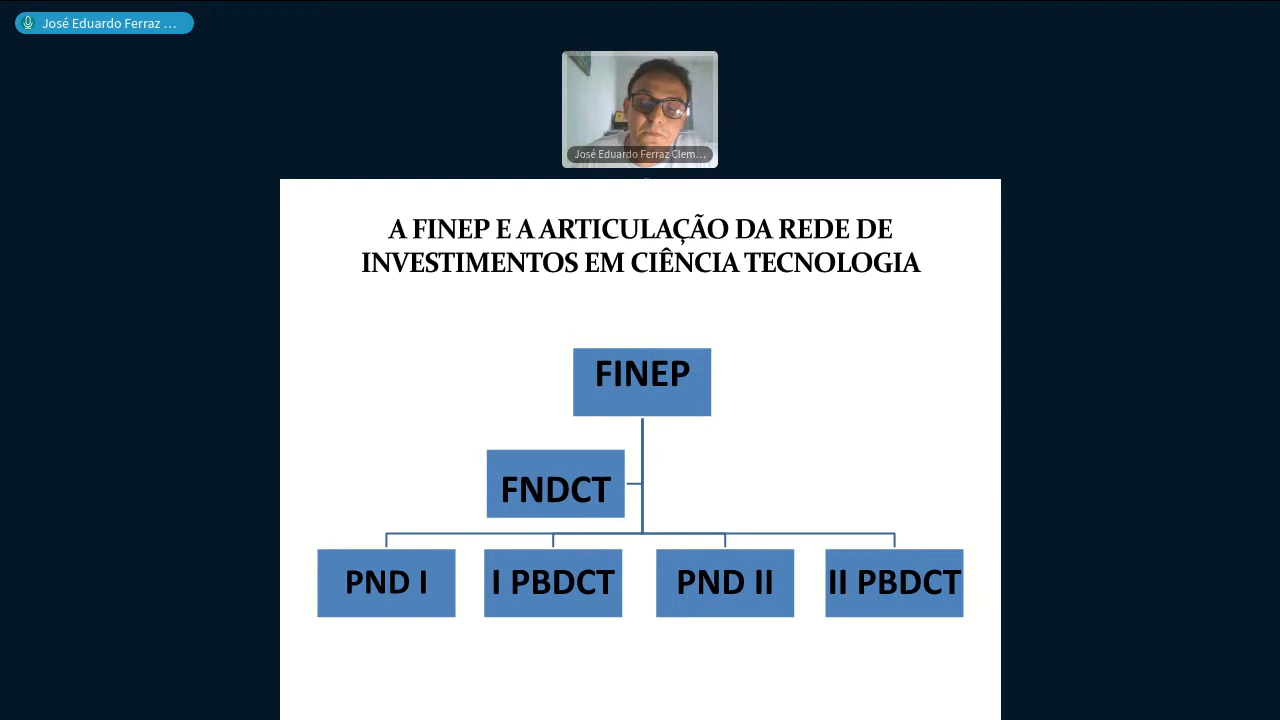 José Eduardo Ferraz ...
José Eduardo Ferraz Clem...
A FINEP E A ARTICULAÇÃO DA REDE DE
INVESTIMENTOS EM CIÊNCIA TECNOLOGIA
FINEP
FNDCT
PND I
I PBDCT
PND II
II PBDCT